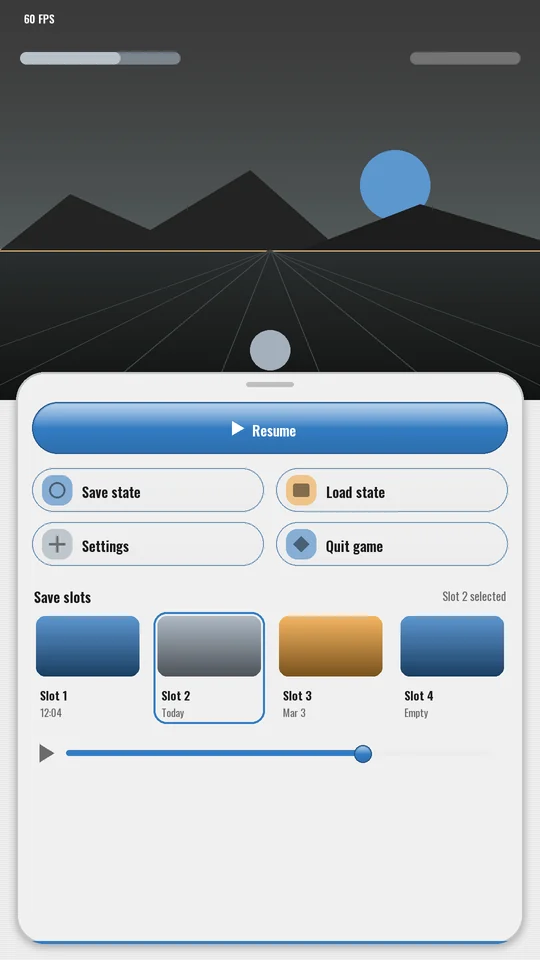 60 FPS
Resume
Save state
Load state
Settings
Quit game
Save slots
Slot 2 selected
Slot 1
12:04
Slot 2
Today
Slot 3
Mar 3
Slot 4
Empty